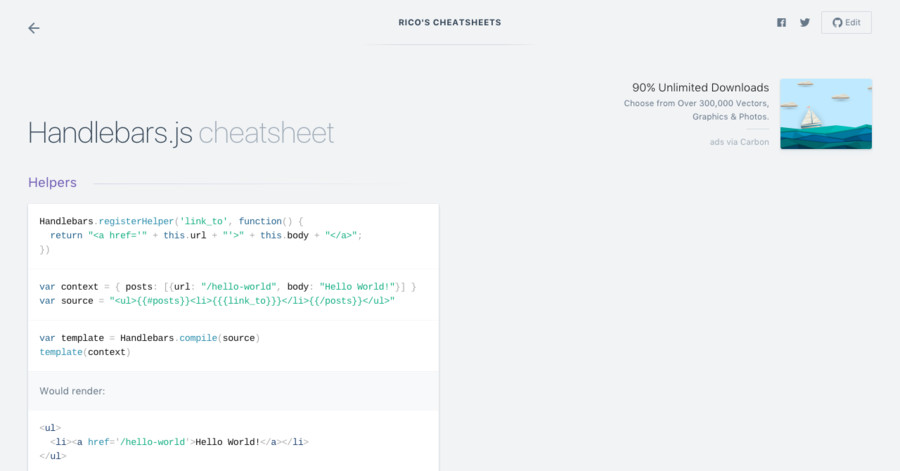 RICO'S CHEATSHEETS
Edit
90% Unlimited Downloads
Choose from Over 300,000 Vectors,
Graphics & Photos.
ads via Carbon
Handlebars.js cheatsheet
Helpers
Handlebars.registerHelper('link_to', function() {
  return "<a href='" + this.url + "'>" + this.body + "</a>";
})
var context = { posts: [{url: "/hello-world", body: "Hello World!"}] }
var source = "<ul>{{#posts}}<li>{{{link_to}}}</li>{{/posts}}</ul>"
var template = Handlebars.compile(source)
template(context)
Would render:
<ul>
  <li><a href='/hello-world'>Hello World!</a></li>
</ul>